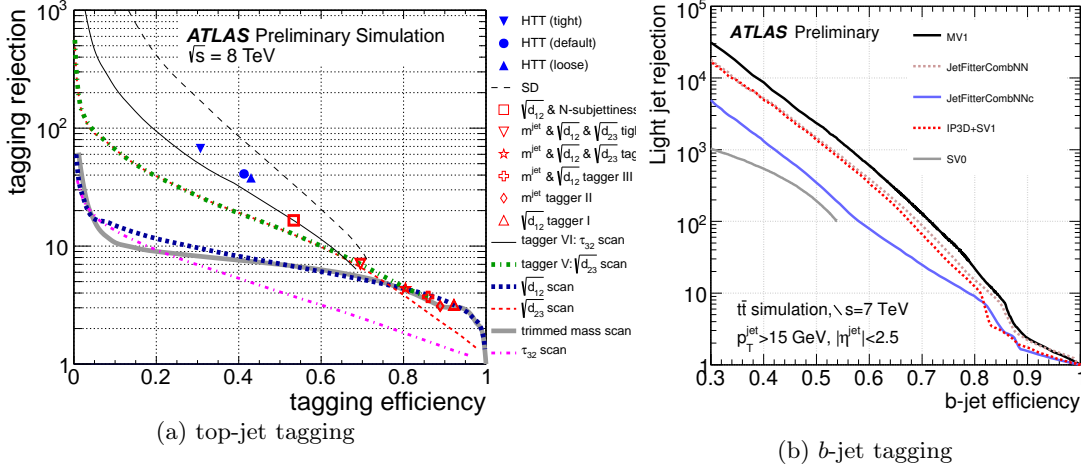 ATLAS Preliminary Simulation
√s = 8 TeV
tagging rejection
10³
10²
10
1
0 0.2 0.4 0.6 0.8 1
tagging efficiency
HTT (tight)
HTT (default)
HTT (loose)
SD
√d₁₂ & N-subjettiness
m^jet & √d₁₂ & √d₂₃ tigh
m^jet & √d₁₂ & √d₂₃ tag
m^jet & √d₁₂ tagger III
m^jet tagger II
√d₁₂ tagger I
tagger VI: τ₃₂ scan
tagger V: √d₂₃ scan
√d₁₂ scan
√d₂₃ scan
trimmed mass scan
τ₃₂ scan
(a) top-jet tagging
ATLAS Preliminary
Light jet rejection
10⁵
10⁴
10³
10²
10
1
MV1
JetFitterCombNN
JetFitterCombNNc
IP3D+SV1
SV0
tt̄ simulation, \s=7 TeV
p_T^jet>15 GeV, |η^jet|<2.5
0.3 0.4 0.5 0.6 0.7 0.8 0.9 1
b-jet efficiency
(b) b-jet tagging